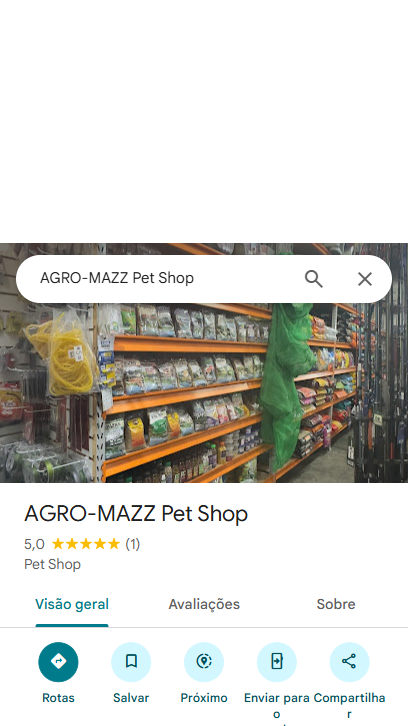 AGRO-MAZZ Pet Shop
AGRO-MAZZ Pet Shop
5,0 ★★★★★ (1)
Pet Shop
Visão geral Avaliações Sobre
Rotas Salvar Próximo Enviar para Compartilha
o r